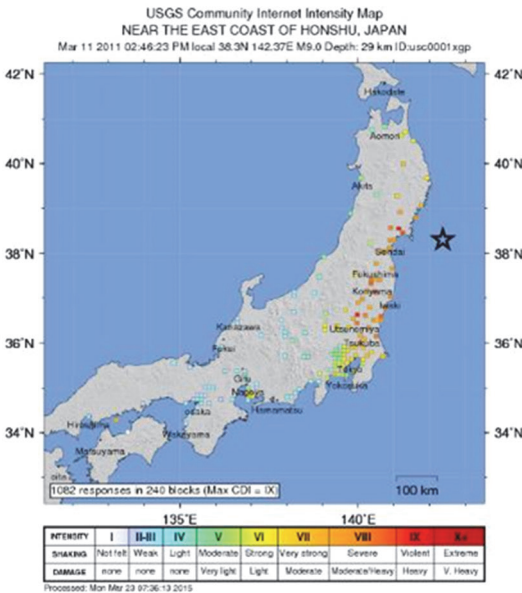 USGS Community Internet Intensity Map
NEAR THE EAST COAST OF HONSHU, JAPAN
Mar 11 2011 02:46:23 PM local 38.3N 142.37E M9.0 Depth: 29 km ID:usc0001xgp
42°N 42°N
Hakodate
Aomori
40°N 40°N
Akita
38°N 38°N
Sendai
Fukushima
Koriyama
Iwaki
Kanazawa Utsunomiya
36°N 36°N
Fukui Tsukuba
Gifu Tokyo
Nagoya Yokosuka
Osaka Hamamatsu
Hiroshima
34°N Wakayama 34°N
Matsuyama
oita
1082 responses in 240 blocks (Max CDI = IX) 100 km
135°E 140°E
INTENSITY I II-III IV V VI VII VIII IX X+
SHAKING Not felt Weak Light Moderate Strong Very strong Severe Violent Extreme
DAMAGE none none none Very light Light Moderate Moderate/Heavy Heavy V. Heavy
Processed: Mon Mar 23 07:36:13 2015